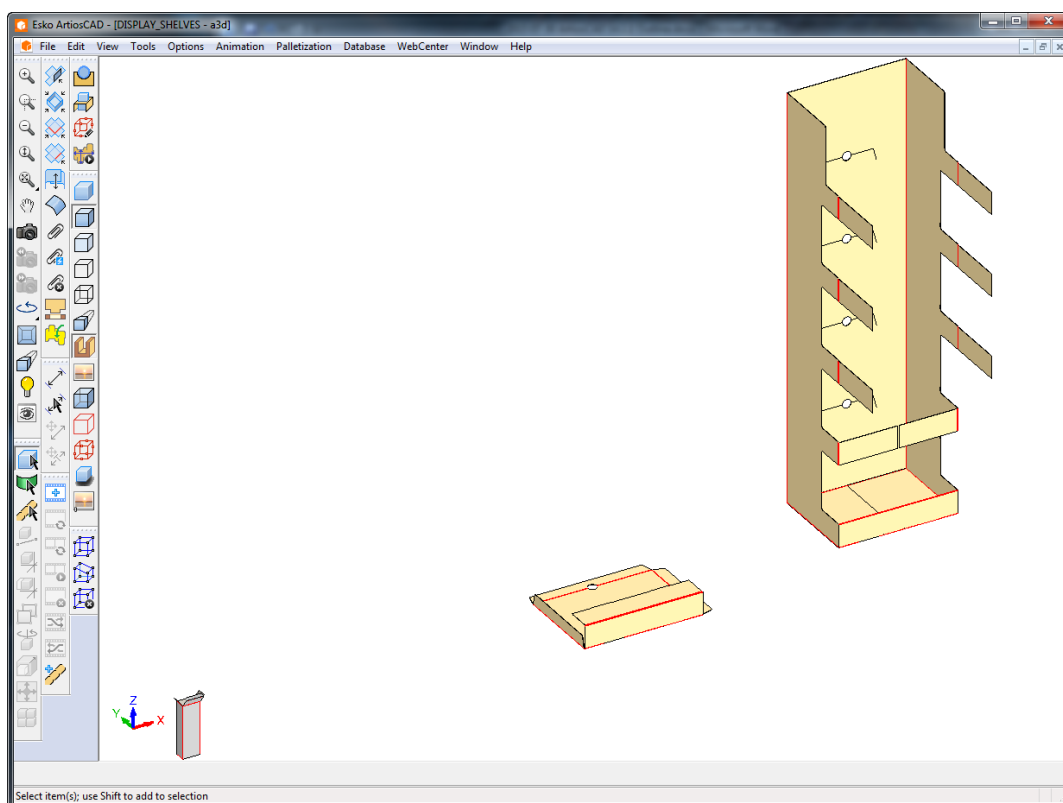 Esko ArtiosCAD - [DISPLAY_SHELVES - a3d]
File Edit View Tools Options Animation Palletization Database WebCenter Window Help
Z
Y
X
Select item(s); use Shift to add to selection